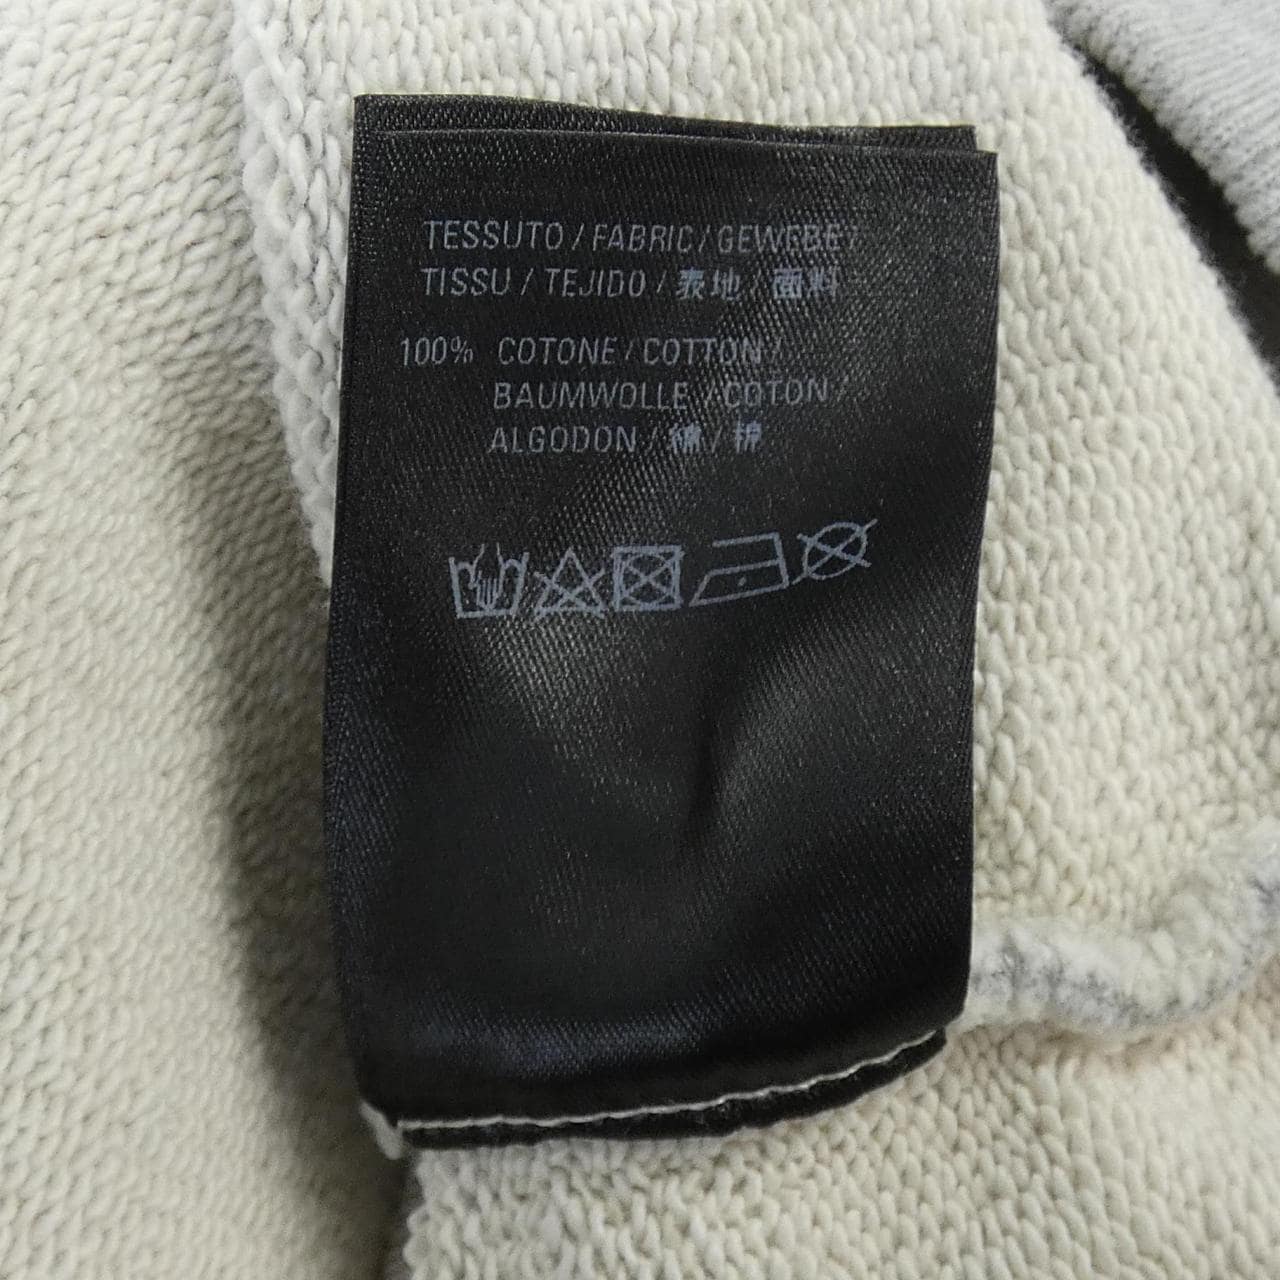 TESSUTO / FABRIC / GEWEBE /
TISSU / TEJIDO / 表地 / 面料
100% COTONE / COTTON /
BAUMWOLLE / COTON /
ALGODON / 綿 / 棉